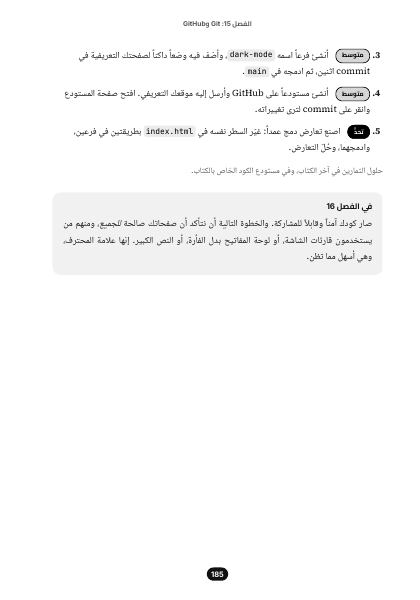 الفصل 15: Git وGitHub
3. متوسط أنشئ فرعاً اسمه dark-mode، وأضف فيه وضعاً داكناً لصفحتك التعريفية في
commit اثنين، ثم ادمجه في main.
4. متوسط أنشئ مستودعاً على GitHub وأرسل إليه موقعك التعريفي. افتح صفحة المستودع
وانقر على commit لترى تغييراته.
5. تحدٍّ اصنع تعارض دمج عمداً: غيّر السطر نفسه في index.html بطريقتين في فرعين،
وادمجهما، وحُلّ التعارض.
حلول التمارين في آخر الكتاب، وفي مستودع الكود الخاص بالكتاب.
في الفصل 16
صار كودك آمناً وقابلاً للمشاركة. والخطوة التالية أن نتأكد أن صفحاتك صالحة للجميع، ومنهم من
يستخدمون قارئات الشاشة، أو لوحة المفاتيح بدل الفأرة، أو النص الكبير. إنها علامة المحترف،
وهي أسهل مما تظن.
185